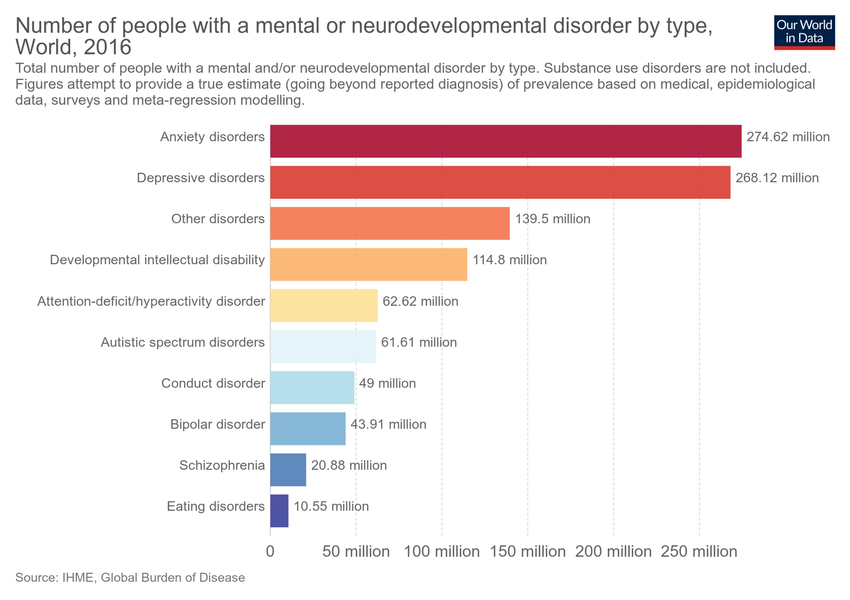 Number of people with a mental or neurodevelopmental disorder by type,
World, 2016
Our World
in Data
Total number of people with a mental and/or neurodevelopmental disorder by type. Substance use disorders are not included.
Figures attempt to provide a true estimate (going beyond reported diagnosis) of prevalence based on medical, epidemiological
data, surveys and meta-regression modelling.
Anxiety disorders 274.62 million
Depressive disorders 268.12 million
Other disorders 139.5 million
Developmental intellectual disability 114.8 million
Attention-deficit/hyperactivity disorder 62.62 million
Autistic spectrum disorders 61.61 million
Conduct disorder 49 million
Bipolar disorder 43.91 million
Schizophrenia 20.88 million
Eating disorders 10.55 million
0 50 million 100 million 150 million 200 million 250 million
Source: IHME, Global Burden of Disease